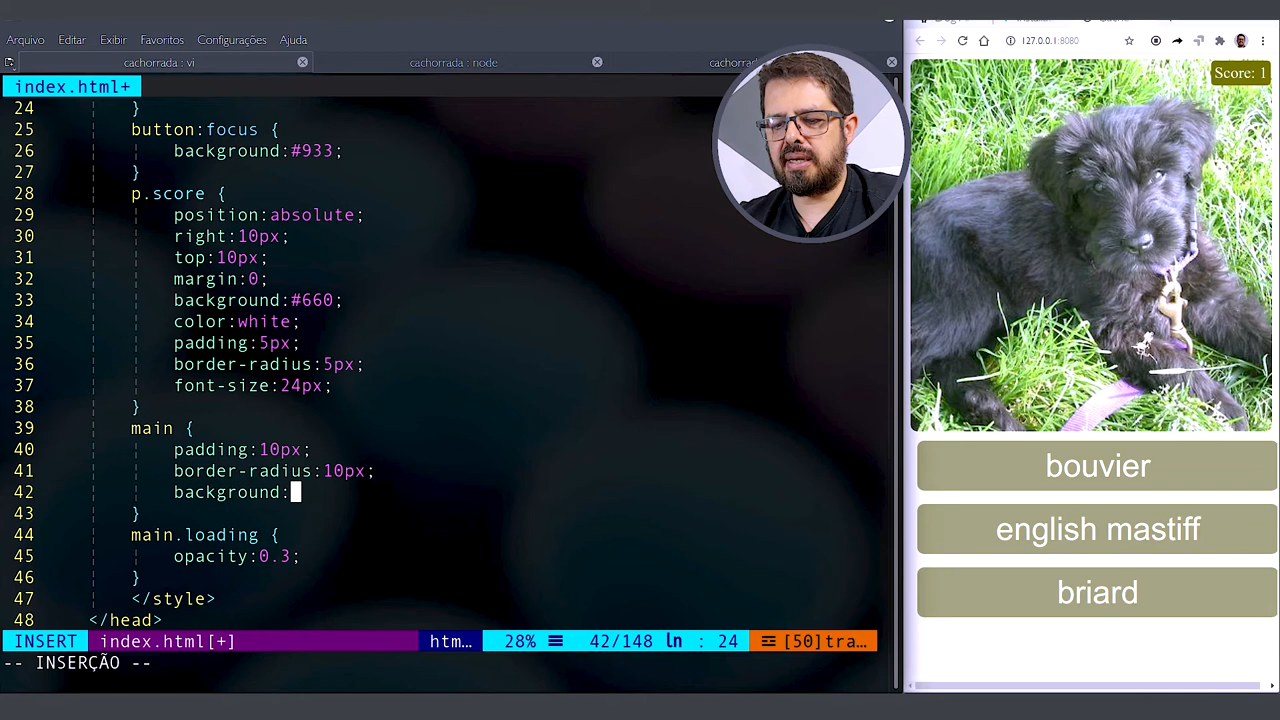 Arquivo Editar Exibir Favoritos Configurações Ajuda
cachorrada : vi
cachorrada : node
127.0.0.1:8080
index.html+
Score: 1
24 }
25 button:focus {
26 background:#933;
27 }
28 p.score {
29 position:absolute;
30 right:10px;
31 top:10px;
32 margin:0;
33 background:#660;
34 color:white;
35 padding:5px;
36 border-radius:5px;
37 font-size:24px;
38 }
39 main {
40 padding:10px;
41 border-radius:10px;
42 background:
43 }
44 main.loading {
45 opacity:0.3;
46 }
47 </style>
48 </head>
bouvier
english mastiff
briard
INSERT index.html[+] htm… 28% 42/148 ln : 24 [50]tra…
-- INSERÇÃO --